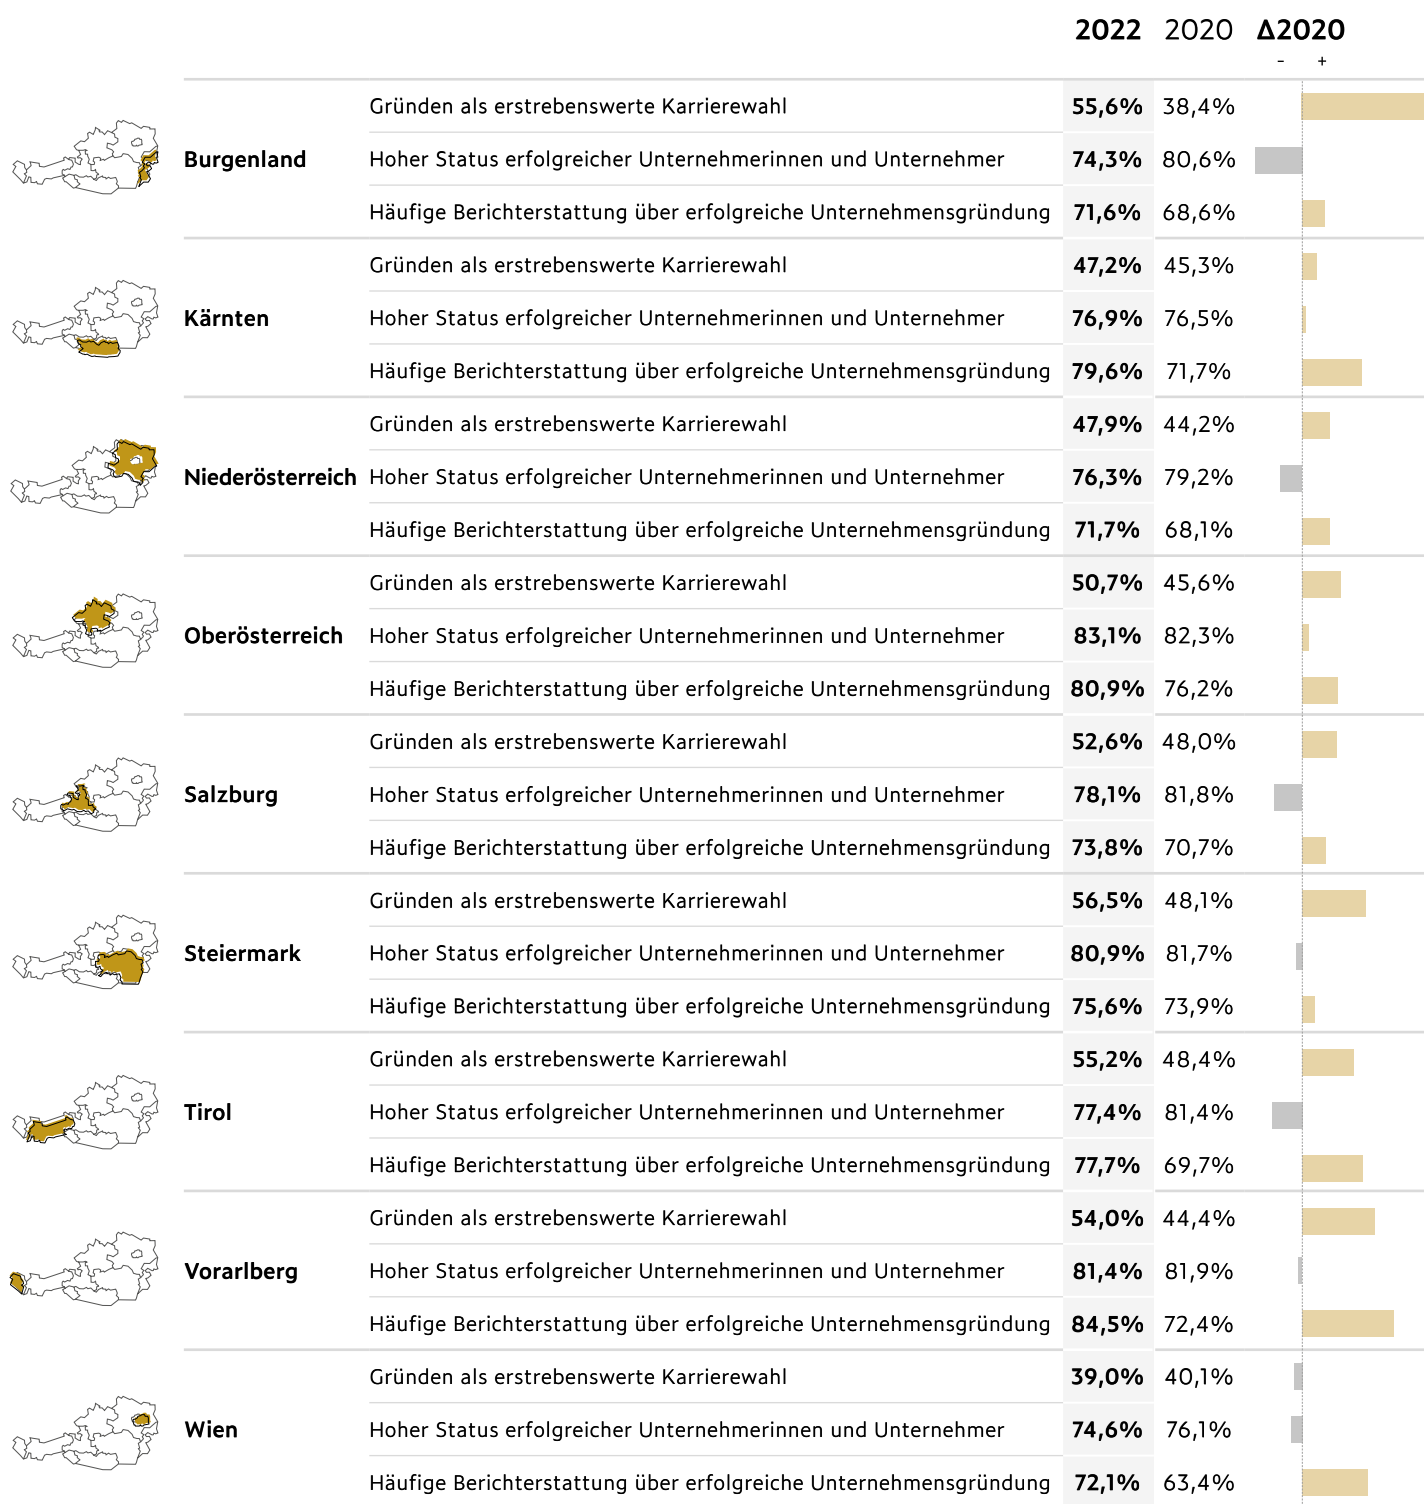 2022 2020 Δ2020
- +
Gründen als erstrebenswerte Karrierewahl 55,6% 38,4%
Burgenland Hoher Status erfolgreicher Unternehmerinnen und Unternehmer 74,3% 80,6%
Häufige Berichterstattung über erfolgreiche Unternehmensgründung 71,6% 68,6%
Gründen als erstrebenswerte Karrierewahl 47,2% 45,3%
Kärnten Hoher Status erfolgreicher Unternehmerinnen und Unternehmer 76,9% 76,5%
Häufige Berichterstattung über erfolgreiche Unternehmensgründung 79,6% 71,7%
Gründen als erstrebenswerte Karrierewahl 47,9% 44,2%
Niederösterreich Hoher Status erfolgreicher Unternehmerinnen und Unternehmer 76,3% 79,2%
Häufige Berichterstattung über erfolgreiche Unternehmensgründung 71,7% 68,1%
Gründen als erstrebenswerte Karrierewahl 50,7% 45,6%
Oberösterreich Hoher Status erfolgreicher Unternehmerinnen und Unternehmer 83,1% 82,3%
Häufige Berichterstattung über erfolgreiche Unternehmensgründung 80,9% 76,2%
Gründen als erstrebenswerte Karrierewahl 52,6% 48,0%
Salzburg Hoher Status erfolgreicher Unternehmerinnen und Unternehmer 78,1% 81,8%
Häufige Berichterstattung über erfolgreiche Unternehmensgründung 73,8% 70,7%
Gründen als erstrebenswerte Karrierewahl 56,5% 48,1%
Steiermark Hoher Status erfolgreicher Unternehmerinnen und Unternehmer 80,9% 81,7%
Häufige Berichterstattung über erfolgreiche Unternehmensgründung 75,6% 73,9%
Gründen als erstrebenswerte Karrierewahl 55,2% 48,4%
Tirol Hoher Status erfolgreicher Unternehmerinnen und Unternehmer 77,4% 81,4%
Häufige Berichterstattung über erfolgreiche Unternehmensgründung 77,7% 69,7%
Gründen als erstrebenswerte Karrierewahl 54,0% 44,4%
Vorarlberg Hoher Status erfolgreicher Unternehmerinnen und Unternehmer 81,4% 81,9%
Häufige Berichterstattung über erfolgreiche Unternehmensgründung 84,5% 72,4%
Gründen als erstrebenswerte Karrierewahl 39,0% 40,1%
Wien Hoher Status erfolgreicher Unternehmerinnen und Unternehmer 74,6% 76,1%
Häufige Berichterstattung über erfolgreiche Unternehmensgründung 72,1% 63,4%